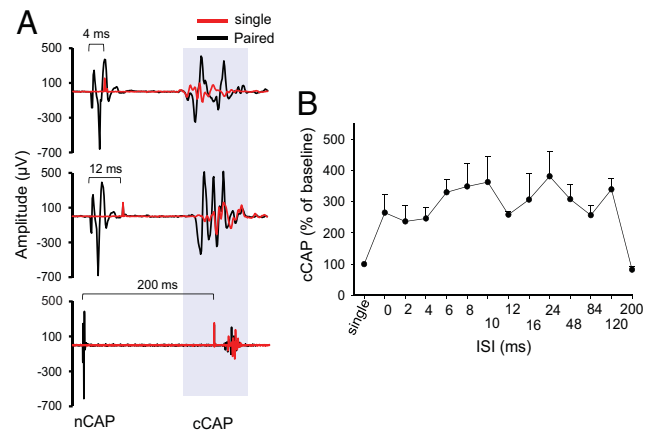 A
single
Paired
4 ms
500
100
-300
-700
12 ms
500
100
-300
-700
200 ms
500
100
-300
-700
Amplitude (µV)
nCAP
cCAP
B
500
400
300
200
100
0
cCAP (% of baseline)
single
0
2
4
6
8
10
12
16
24
48
84
120
200
ISI (ms)